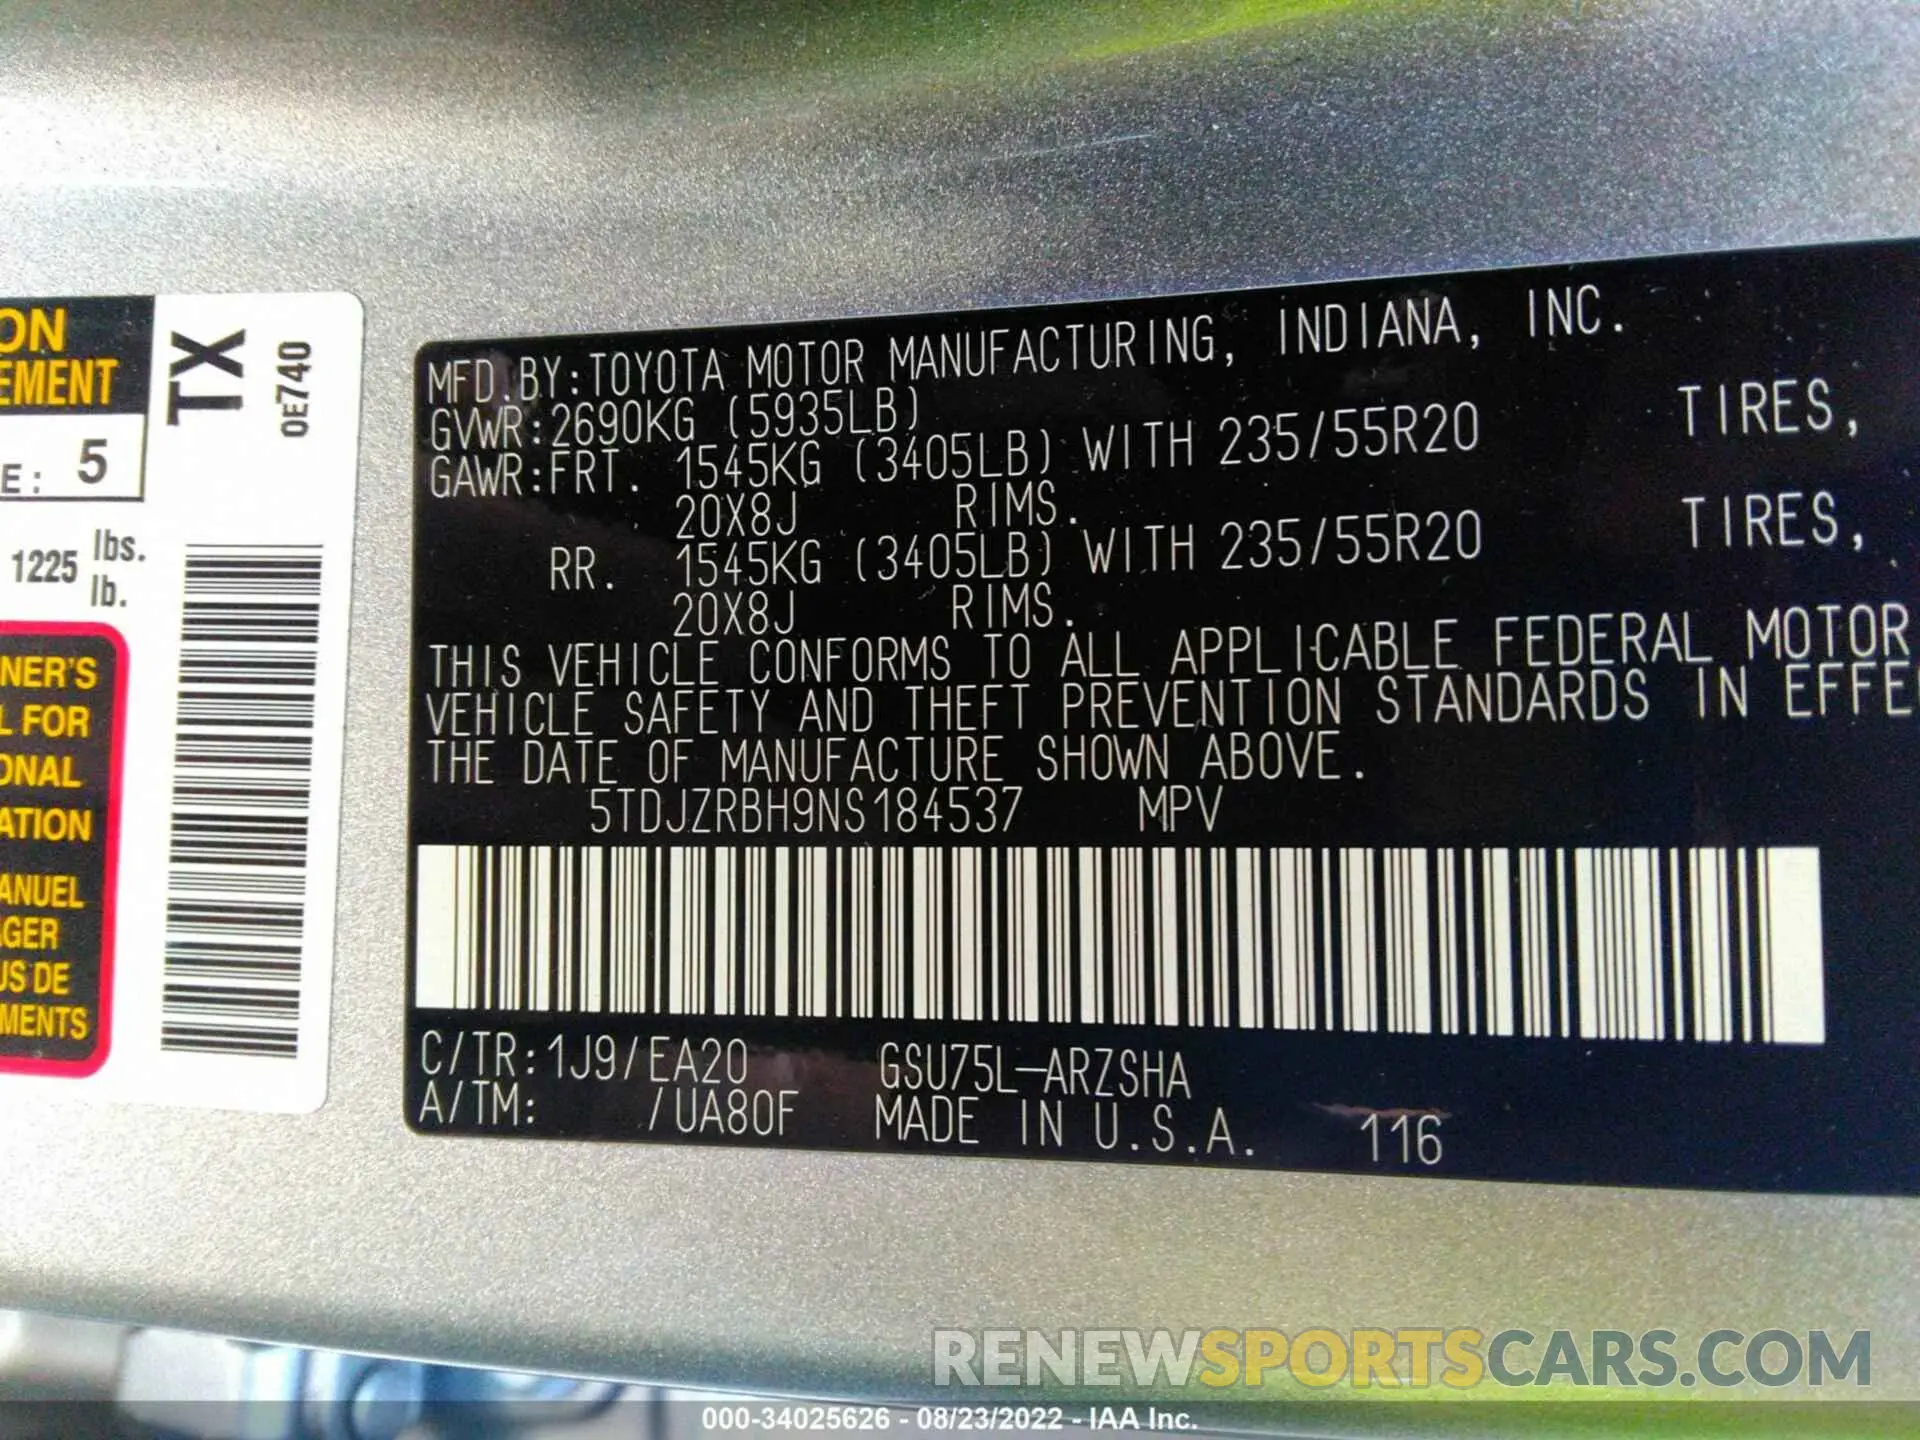 ON
EMENT
E: 5
1225 lbs.
lb.
NER'S
L FOR
ONAL
ATION
ANUEL
GER
US DE
MENTS
TX
0E740
MFD. BY:TOYOTA MOTOR MANUFACTURING, INDIANA, INC.
GVWR:2690KG (5935LB)
GAWR:FRT. 1545KG (3405LB) WITH 235/55R20 TIRES,
20X8J RIMS.
RR. 1545KG (3405LB) WITH 235/55R20 TIRES,
20X8J RIMS.
THIS VEHICLE CONFORMS TO ALL APPLICABLE FEDERAL MOTOR
VEHICLE SAFETY AND THEFT PREVENTION STANDARDS IN EFFE
THE DATE OF MANUFACTURE SHOWN ABOVE.
5TDJZRBH9NS184537 MPV
C/TR:1J9/EA20 GSU75L-ARZSHA
A/TM: /UA80F MADE IN U.S.A. 116
RENEWSPORTSCARS.COM
000-34025626 - 08/23/2022 - IAA Inc.